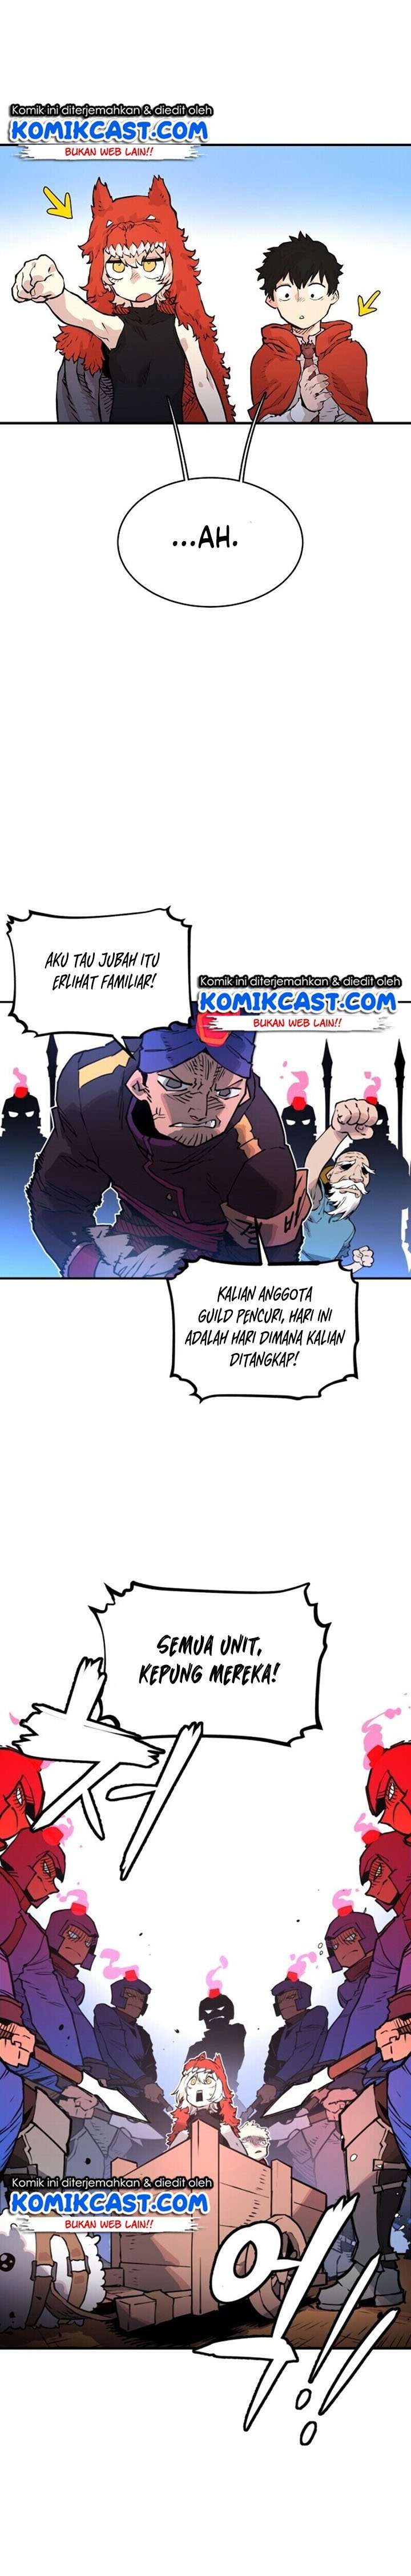 Komik ini diterjemahkan & diedit oleh
KOMIKCAST.COM
BUKAN WEB LAIN!!
...AH.
AKU TAU JUBAH ITU
ERLIHAT FAMILIAR!
Komik ini diterjemahkan & diedit oleh
KOMIKCAST.COM
BUKAN WEB LAIN!!
KALIAN ANGGOTA
GUILD PENCURI, HARI INI
ADALAH HARI DIMANA KALIAN
DITANGKAP!
SEMUA UNIT,
KEPUNG MEREKA!
Komik ini diterjemahkan & diedit oleh
KOMIKCAST.COM
BUKAN WEB LAIN!!
어억!!